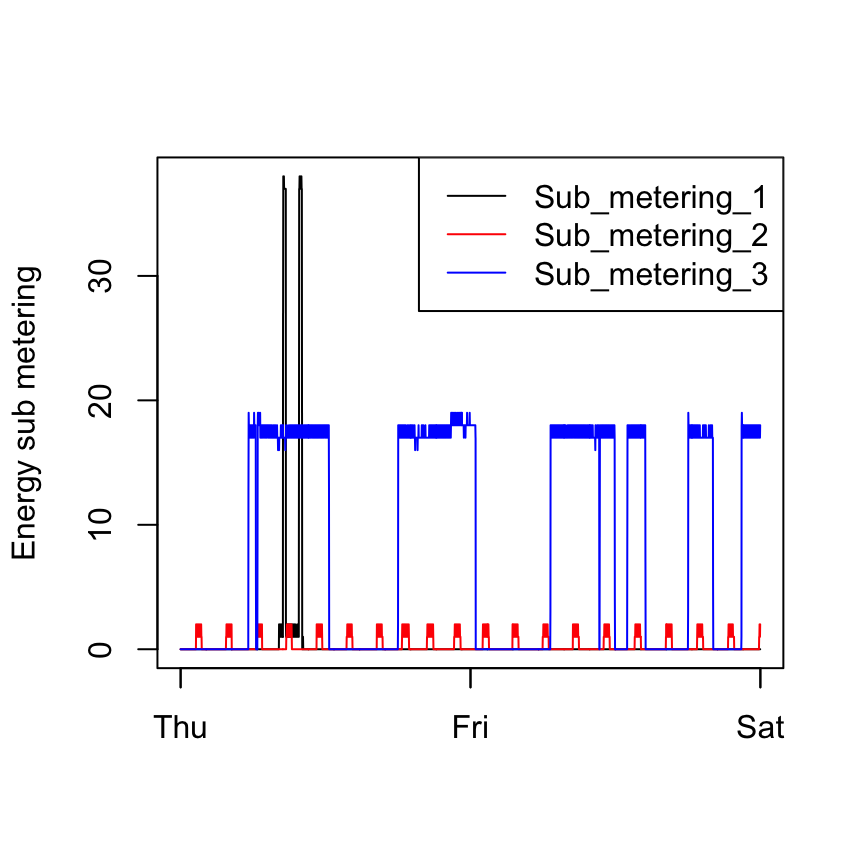 Sub_metering_1
Sub_metering_2
Sub_metering_3
Energy sub metering
30
20
10
0
Thu Fri Sat